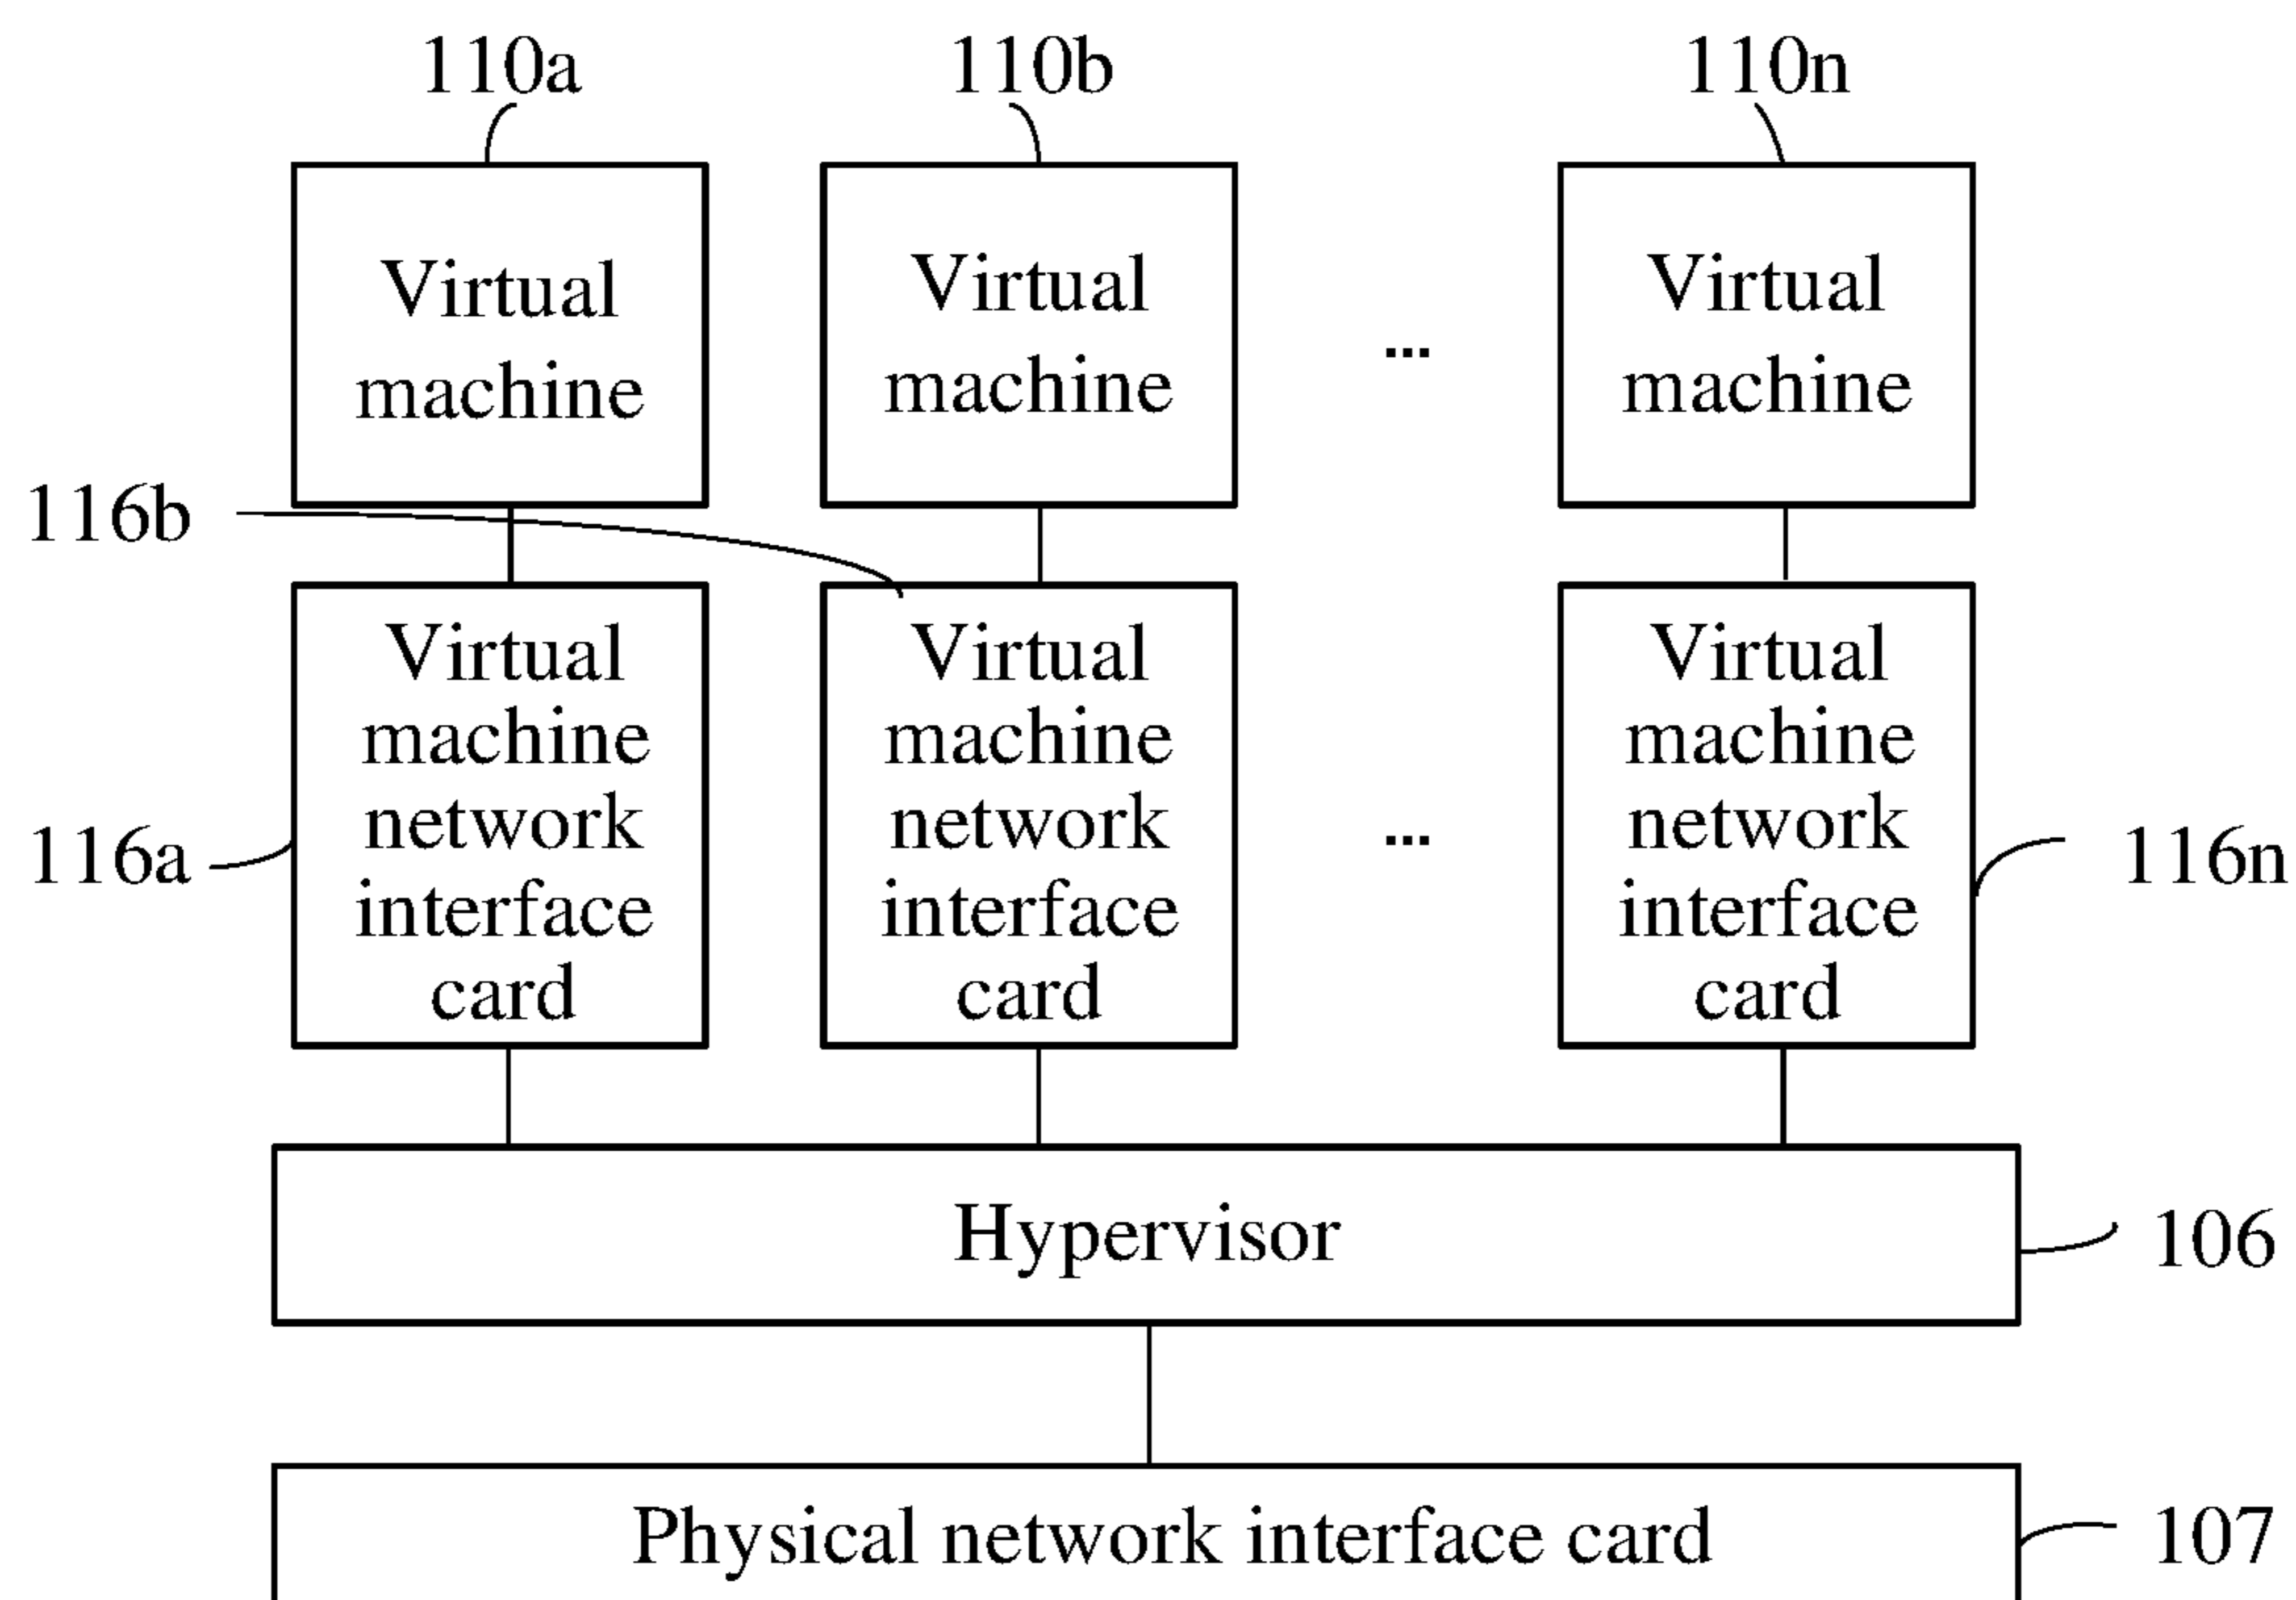 110a 110b 110n
Virtual Virtual Virtual
machine machine ... machine
116b
Virtual Virtual Virtual
machine machine machine
network network ... network
116a 116n
interface interface interface
card card card
Hypervisor 106
Physical network interface card 107